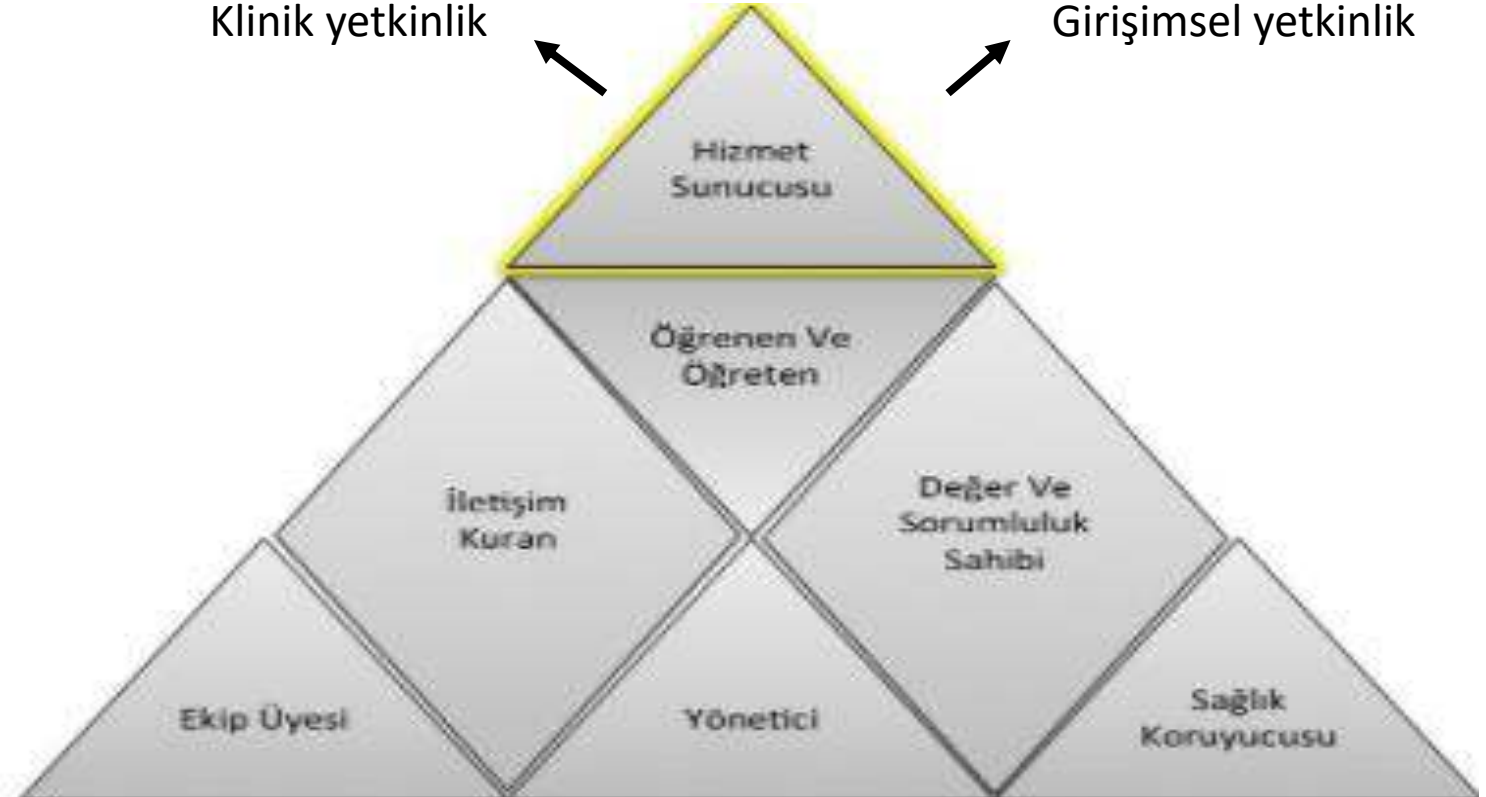 Klinik yetkinlik
Girişimsel yetkinlik
Hizmet
Sunucusu
Öğrenen Ve
Öğreten
İletişim
Kuran
Değer Ve
Sorumluluk
Sahibi
Ekip Üyesi
Yönetici
Sağlık
Koruyucusu